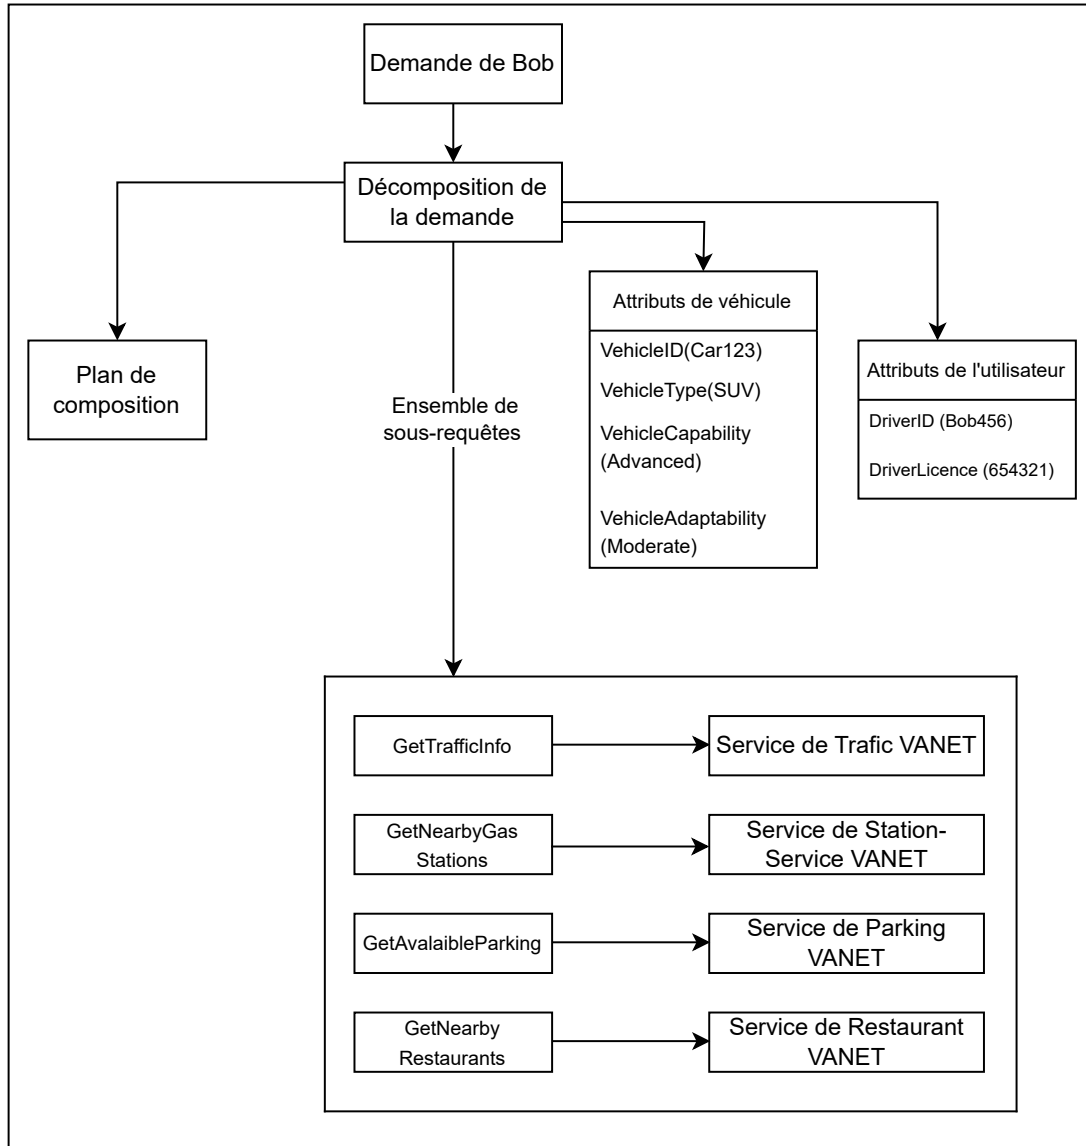 Demande de Bob
Décomposition de
la demande
Plan de
composition
Ensemble de
sous-requêtes
Attributs de véhicule
VehicleID(Car123)
VehicleType(SUV)
VehicleCapability
(Advanced)
VehicleAdaptability
(Moderate)
Attributs de l'utilisateur
DriverID (Bob456)
DriverLicence (654321)
GetTrafficInfo
Service de Trafic VANET
GetNearbyGas
Stations
Service de Station-
Service VANET
GetAvalaibleParking
Service de Parking
VANET
GetNearby
Restaurants
Service de Restaurant
VANET